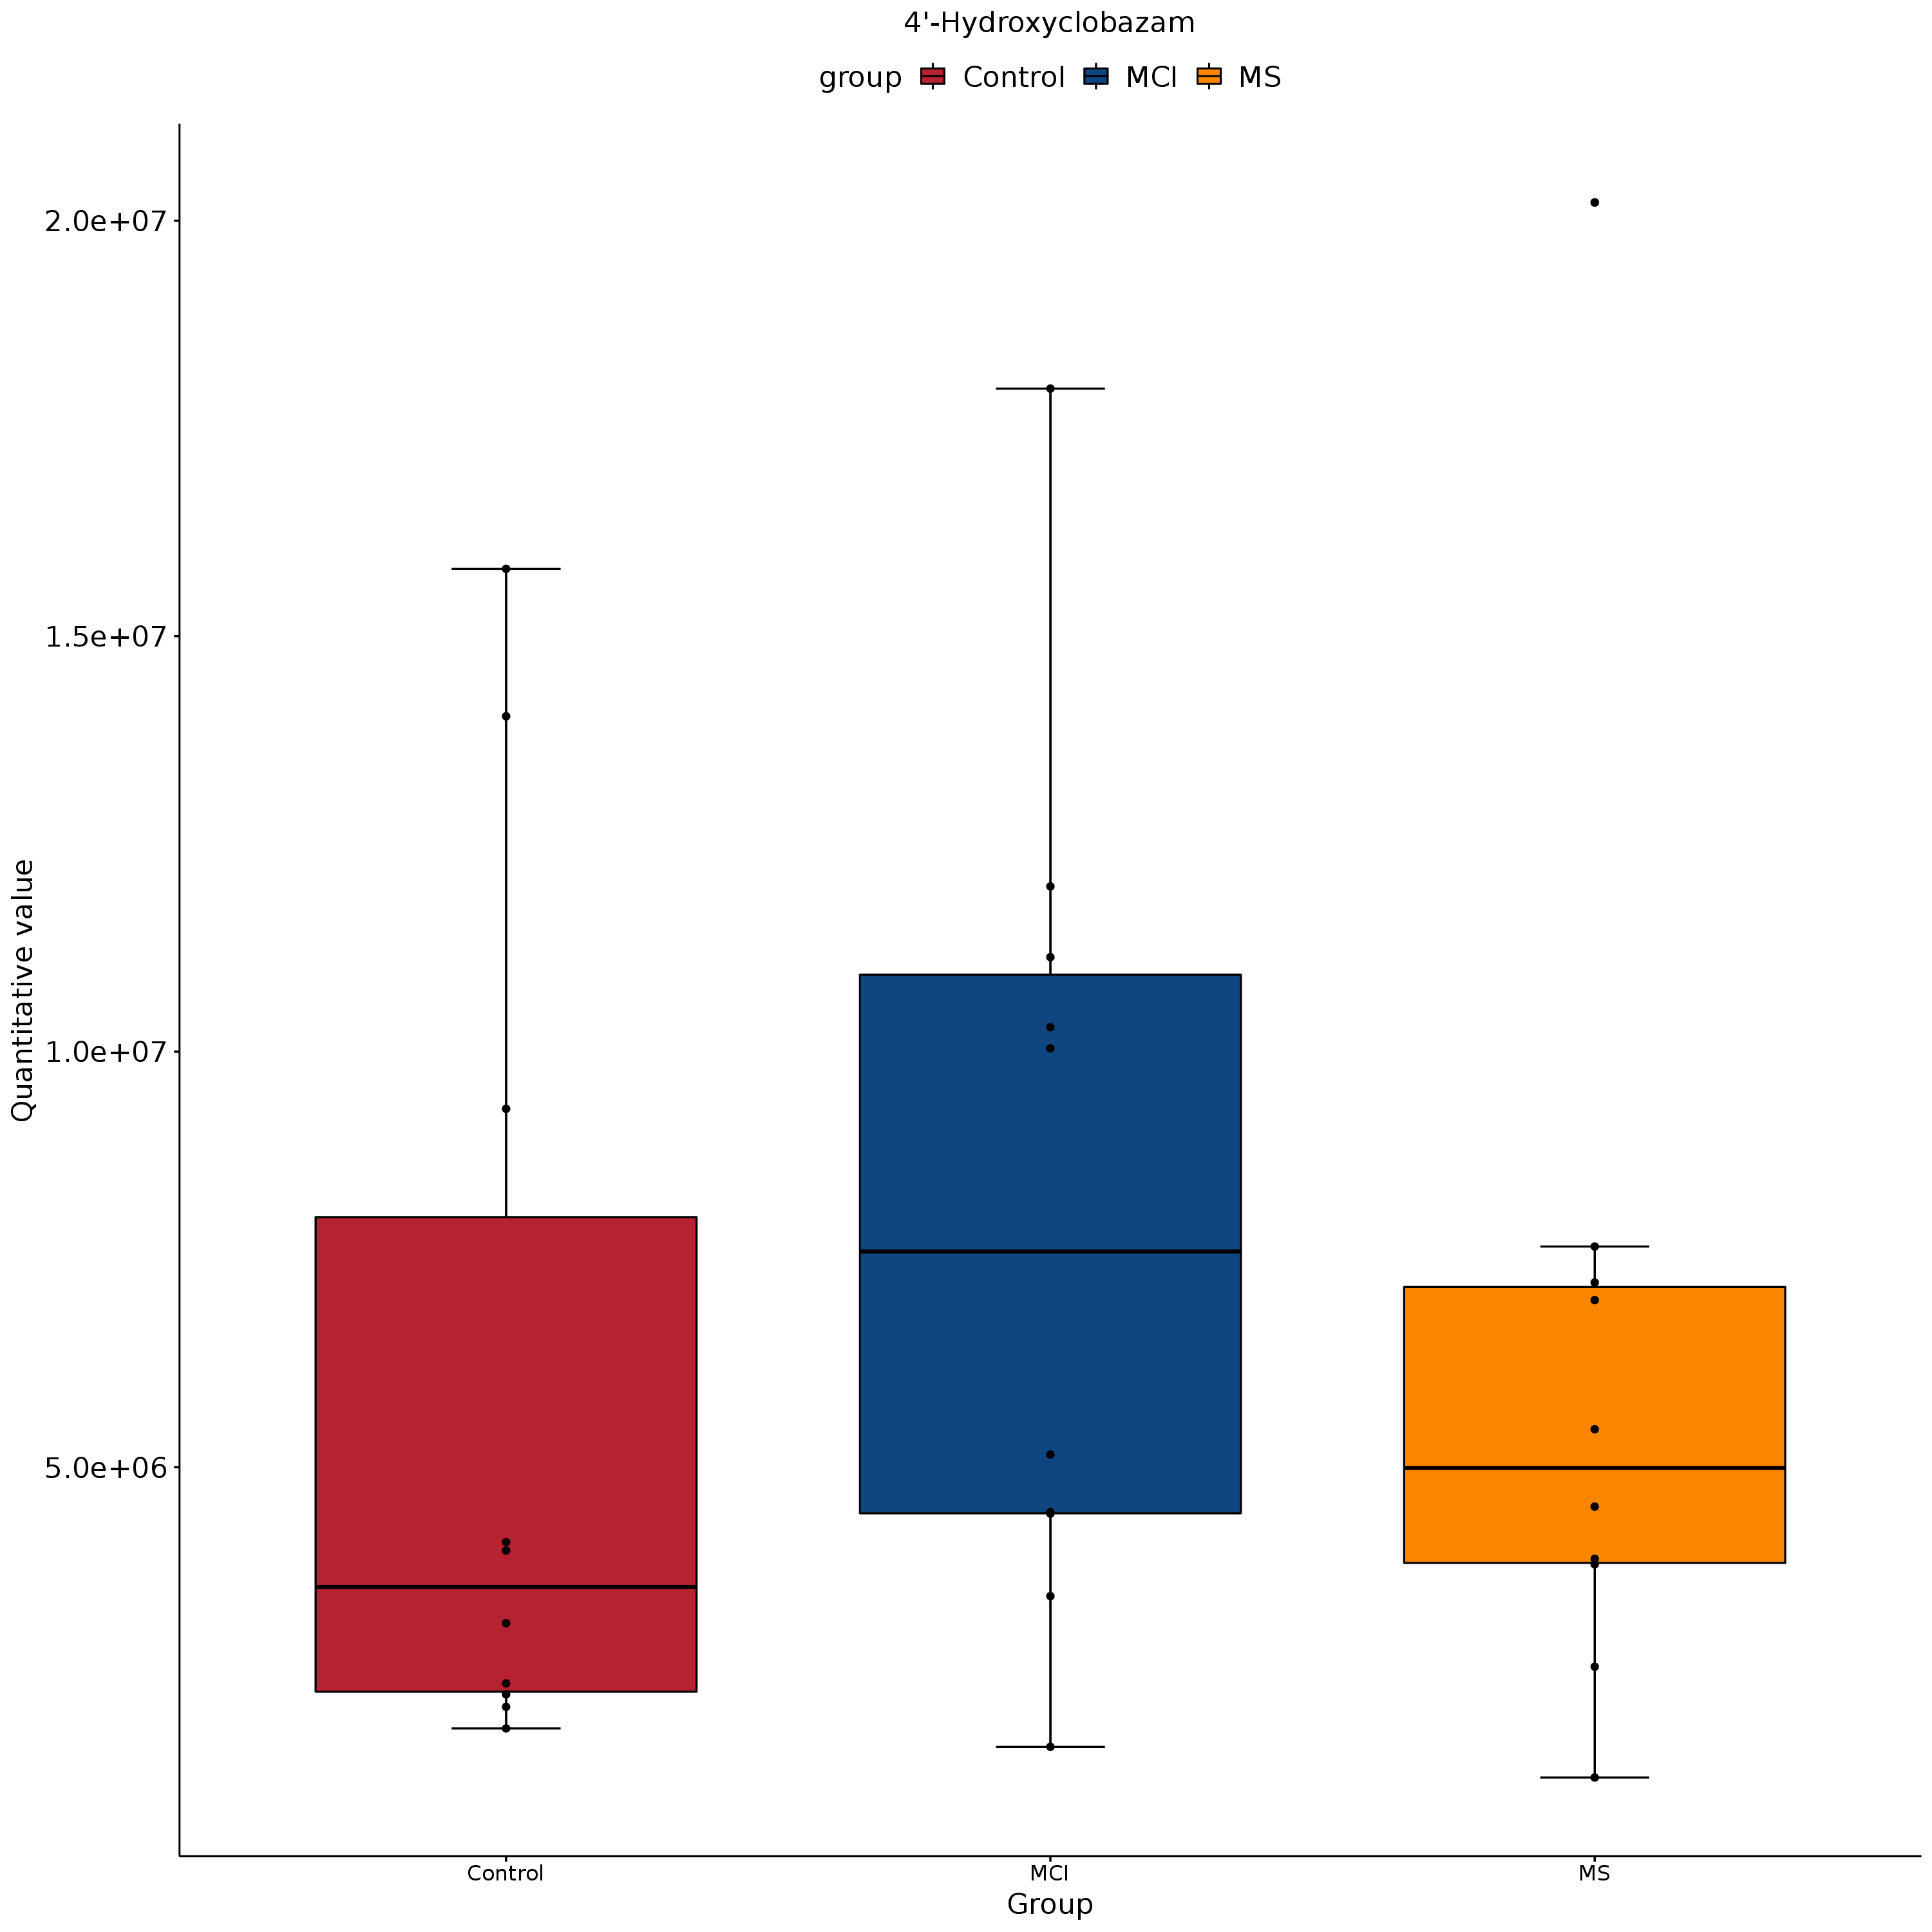 4'-Hydroxyclobazam
group Control MCI MS
2.0e+07
1.5e+07
1.0e+07
5.0e+06
Quantitative value
Control MCI MS
Group